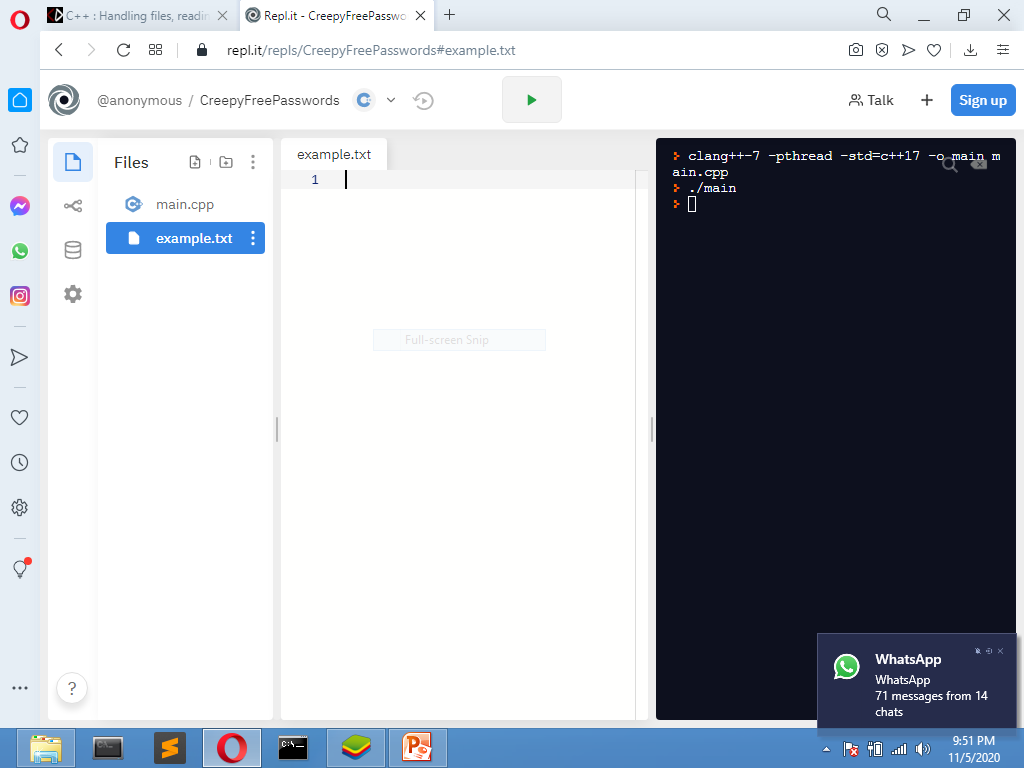 C++ : Handling files, readin
Repl.it - CreepyFreePasswo
repl.it/repls/CreepyFreePasswords#example.txt
@anonymous / CreepyFreePasswords
Talk
Sign up
Files
main.cpp
example.txt
example.txt
1
Full-screen Snip
clang++-7 -pthread -std=c++17 -o main m
ain.cpp
./main
?
WhatsApp
WhatsApp
71 messages from 14
chats
9:51 PM
11/5/2020